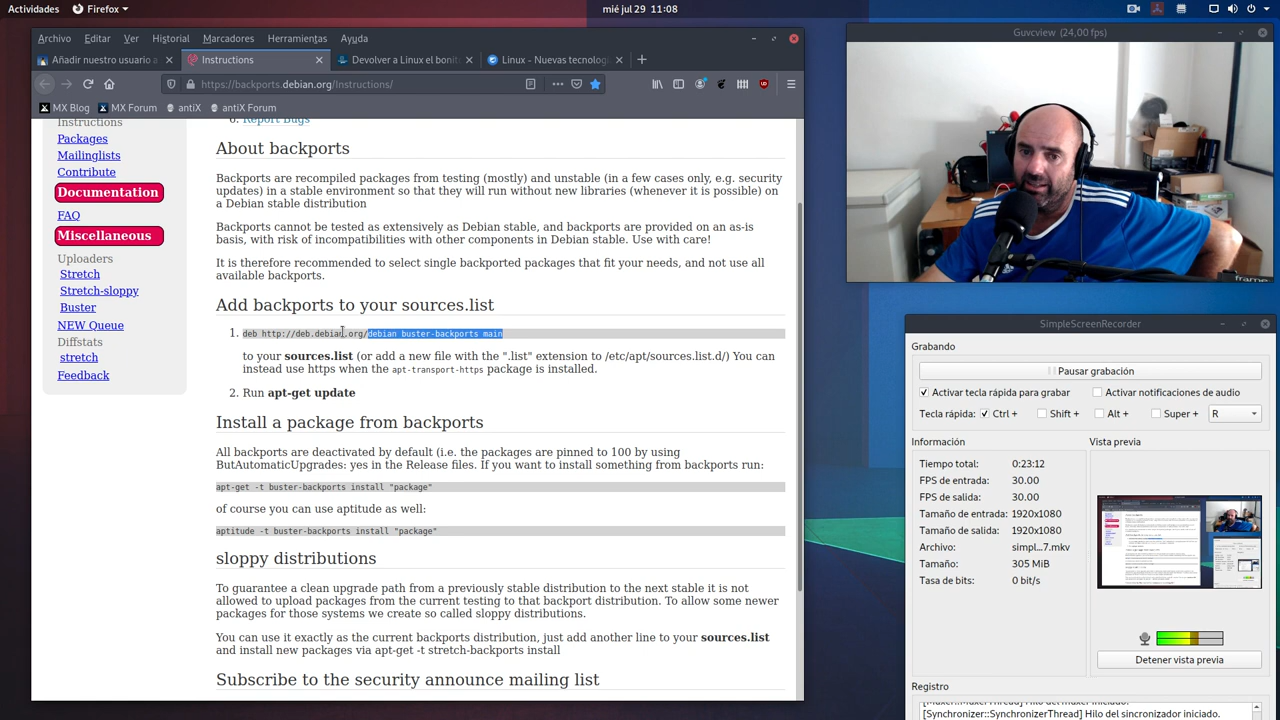 Actividades
Firefox
mié jul 29 11:08
Archivo Editar Ver Historial Marcadores Herramientas Ayuda
Añadir nuestro usuario a
Instructions
Devolver a Linux el bonit
Linux - Nuevas tecnolog
https://backports.debian.org/Instructions/
MX Blog MX Forum antiX antiX Forum
Instructions
Packages
Mailinglists
Contribute
Documentation
FAQ
Miscellaneous
Uploaders
Stretch
Stretch-sloppy
Buster
NEW Queue
Diffstats
stretch
Feedback
6. Report Bugs
About backports
Backports are recompiled packages from testing (mostly) and unstable (in a few cases only, e.g. security
updates) in a stable environment so that they will run without new libraries (whenever it is possible) on
a Debian stable distribution
Backports cannot be tested as extensively as Debian stable, and backports are provided on an as-is
basis, with risk of incompatibilities with other components in Debian stable. Use with care!
It is therefore recommended to select single backported packages that fit your needs, and not use all
available backports.
Add backports to your sources.list
1. deb http://deb.debian.org/debian buster-backports main
to your sources.list (or add a new file with the ".list" extension to /etc/apt/sources.list.d/) You can
instead use https when the apt-transport-https package is installed.
2. Run apt-get update
Install a package from backports
All backports are deactivated by default (i.e. the packages are pinned to 100 by using
ButAutomaticUpgrades: yes in the Release files. If you want to install something from backports run:
apt-get -t buster-backports install "package"
of course you can use aptitude as well:
aptitude -t buster-backports install "package"
sloppy distributions
To guarantee a clean upgrade path from a previously stable distribution to the next stable it is not
allowed to upload packages from the current testing to that backport distribution. To allow some newer
packages for those systems we create so called sloppy distributions.
You can use it exactly as the current backports distribution, just add another line to your sources.list
and install new packages via apt-get -t stretch-backports install
Subscribe to the security announce mailing list
Guvcview (24,00 fps)
SimpleScreenRecorder
Grabando
Pausar grabación
Activar tecla rápida para grabar
Activar notificaciones de audio
Tecla rápida: Ctrl + Shift + Alt + Super + R
Información
Vista previa
Tiempo total: 0:23:12
FPS de entrada: 30.00
FPS de salida: 30.00
Tamaño de entrada: 1920x1080
Tamaño de salida: 1920x1080
Archivo: simpl...7.mkv
Tamaño: 305 MiB
Tasa de bits: 0 bit/s
Detener vista previa
Registro
[Muxer::MuxerThread] Hilo del muxer iniciado.
[Synchronizer::SynchronizerThread] Hilo del sincronizador iniciado.